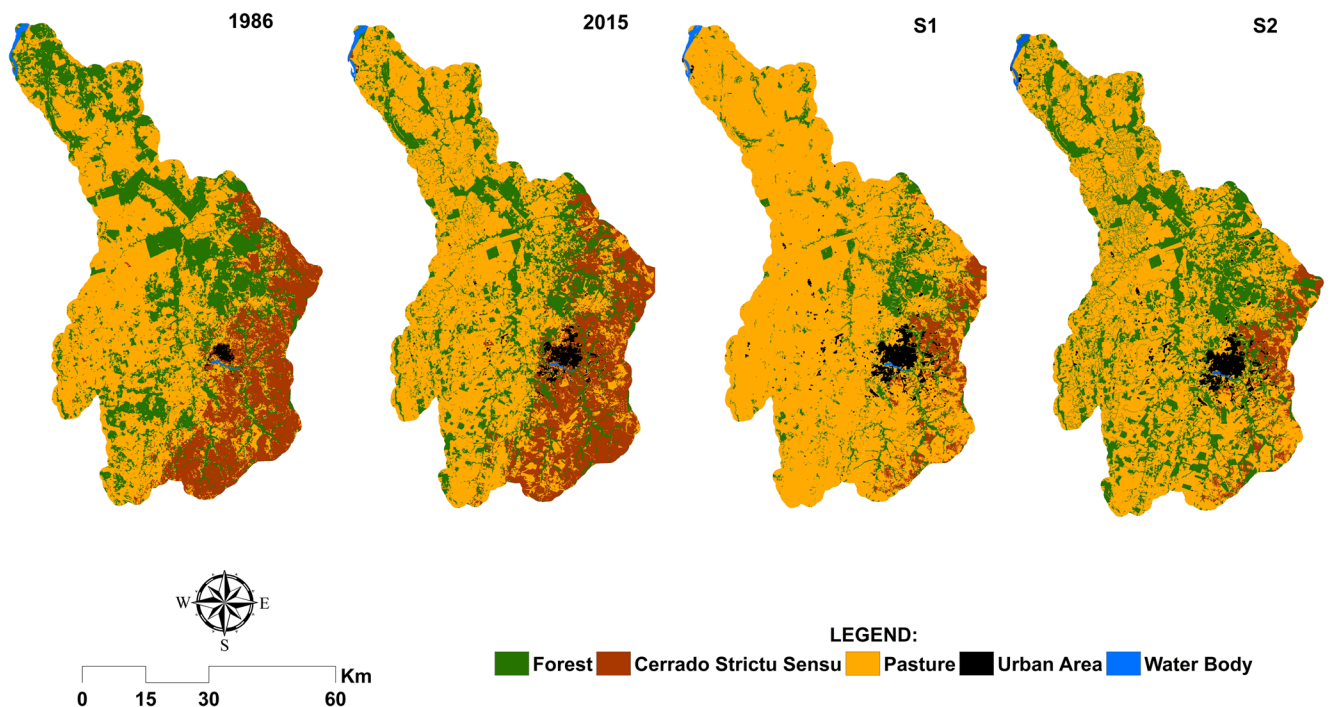 1986
2015
S1
S2
W
E
S
Km
0
15
30
60
LEGEND:
Forest
Cerrado Strictu Sensu
Pasture
Urban Area
Water Body